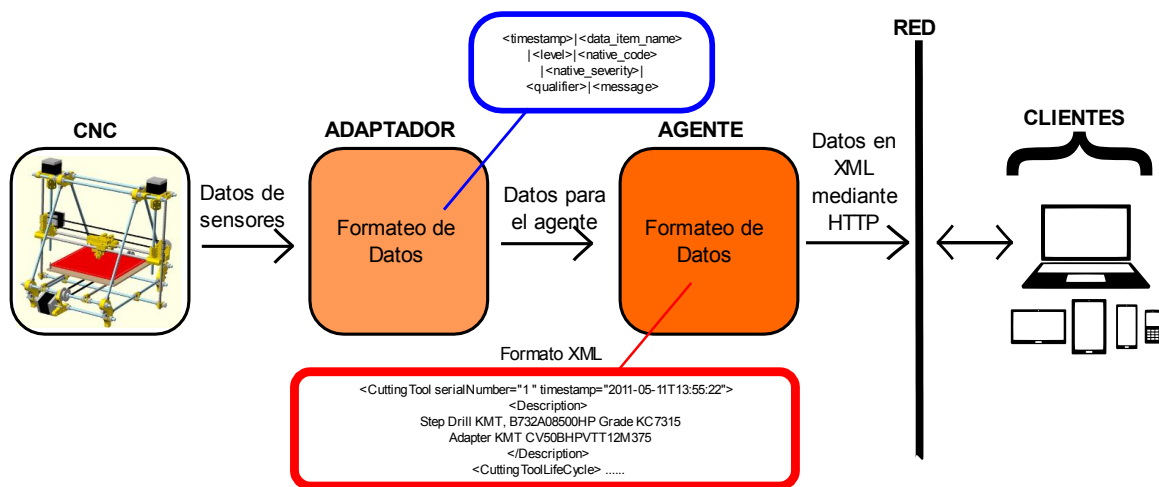 <timestamp>|<data_item_name>
|<level>|<native_code>
|<native_severity>|
<qualifier>|<message>
RED
CNC
ADAPTADOR
AGENTE
CLIENTES
Datos de
sensores
Formateo de
Datos
Datos para
el agente
Formateo de
Datos
Datos en
XML
mediante
HTTP
Formato XML
<CuttingTool serialNumber="1 " timestamp="2011-05-11T13:55:22">
<Description>
Step Drill KMT, B732A08500HP Grade KC7315
Adapter KMT CV50BHPVTT12M375
</Description>
<CuttingToolLifeCycle> ......